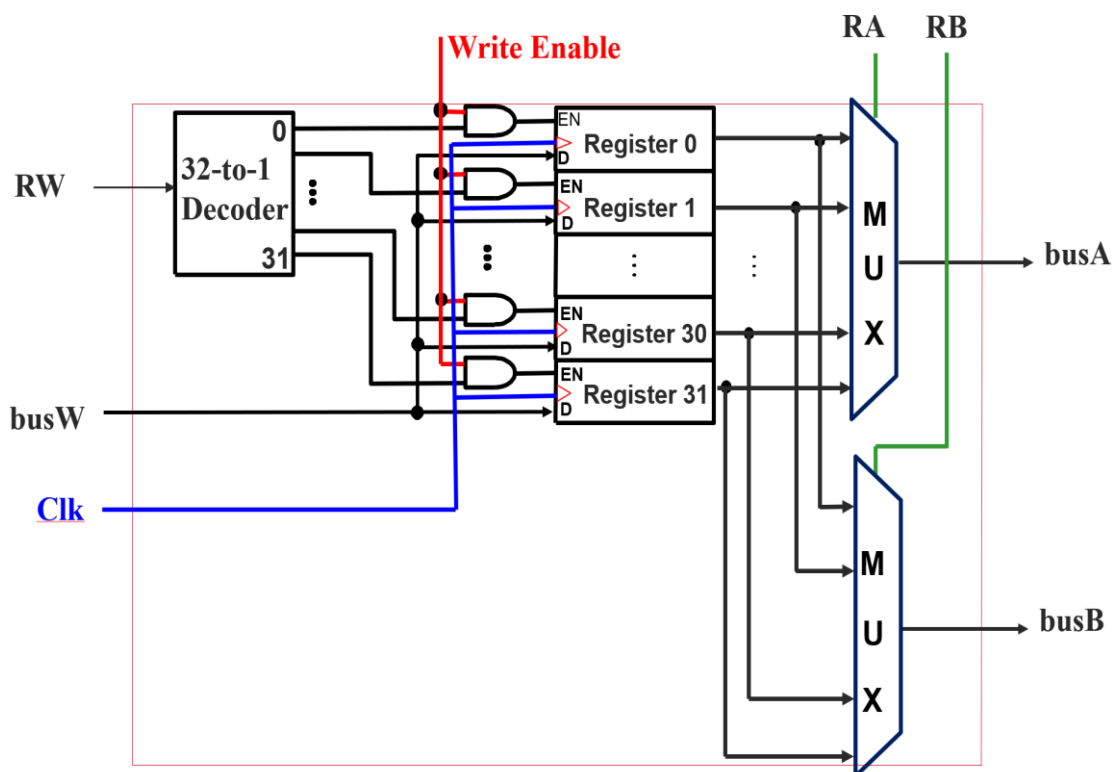 RA RB
Write Enable
0
32-to-1
Decoder
31
RW
EN
D
Register 0
EN
D
Register 1
EN
D
Register 30
EN
D
Register 31
M
U
X
busA
busW
Clk
M
U
X
busB